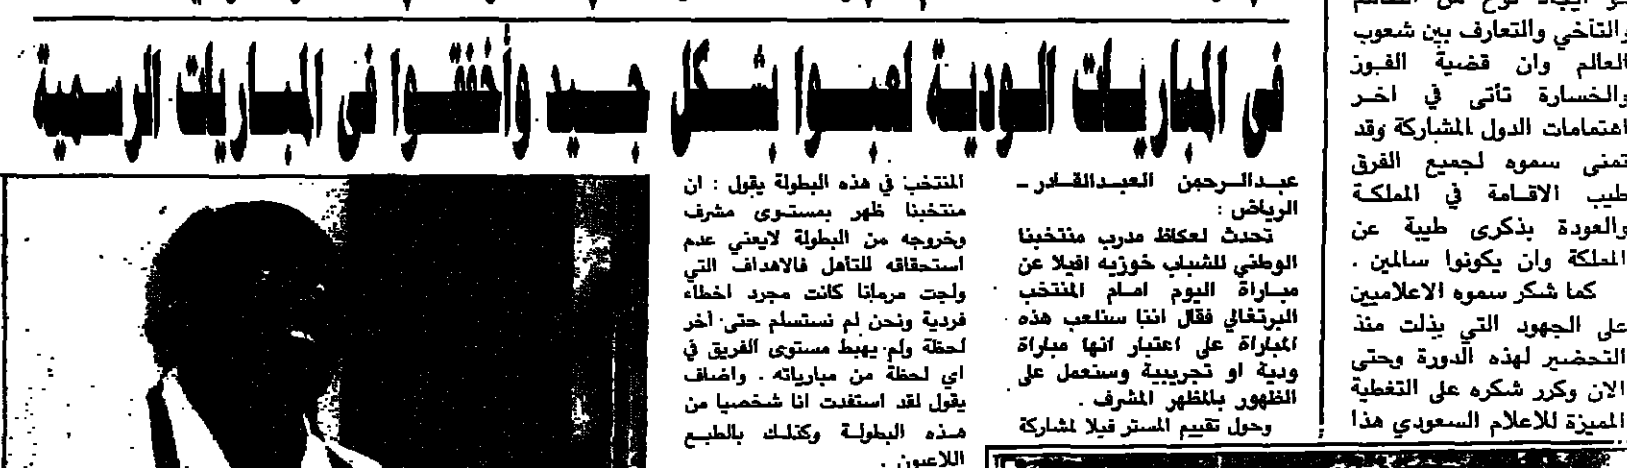 فى المباريات الودية لعبوا بشكل جيد وأخفقوا فى المباريات الرسمية
عبدالرحمن العبدالقادر ـ
الرياض :
تحدث لعكاظ مدرب منتخبنا
الوطني للشباب خوزيه اقيلا عن
مباراة اليوم امام المنتخب
البرتغالي فقال اننا سنلعب هذه
المباراة على اعتبار انها مباراة
ودية او تجريبية وسنعمل على
الظهور بالمظهر المشرف .
وحول تقييم المستر قيلا لمشاركة
المنتخب في هذه البطولة يقول : ان
منتخبنا ظهر بمستوى مشرف
وخروجه من البطولة لايعني عدم
استحقاقه للتأهل فالاهداف التي
ولجت مرمانا كانت مجرد اخطاء
فردية ونحن لم نستسلم حتى آخر
لحظة ولم يهبط مستوى الفريق في
اي لحظة من مبارياته . واضاف
يقول لقد استفدت انا شخصيا من
هذه البطولة وكذلك بالطبع
اللاعبون .
والتآخي والتعارف بين شعوب
العالم وان قضية الفوز
والخسارة تأتى في اخر
اهتمامات الدول المشاركة وقد
تمنى سموه لجميع الفرق
طيب الاقامة في المملكة
والعودة بذكرى طيبة عن
المملكة وان يكونوا سالمين .
كما شكر سموه الاعلاميين
على الجهود التي بذلت منذ
التحضير لهذه الدورة وحتى
الان وكرر شكره على التغطية
المميزة للاعلام السعودي هذا